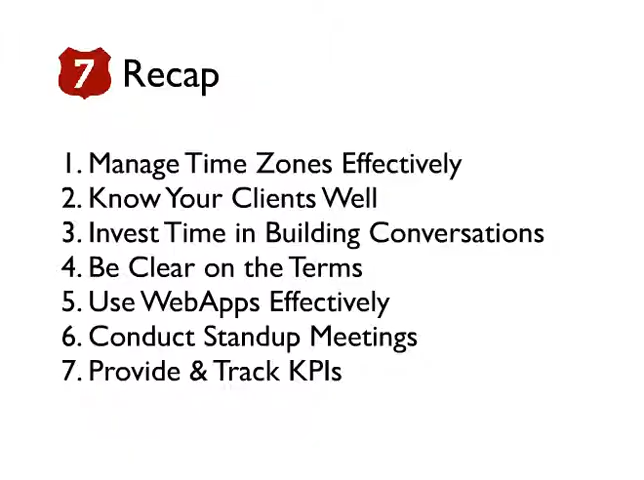 7 Recap
1. Manage Time Zones Effectively
2. Know Your Clients Well
3. Invest Time in Building Conversations
4. Be Clear on the Terms
5. Use WebApps Effectively
6. Conduct Standup Meetings
7. Provide & Track KPIs